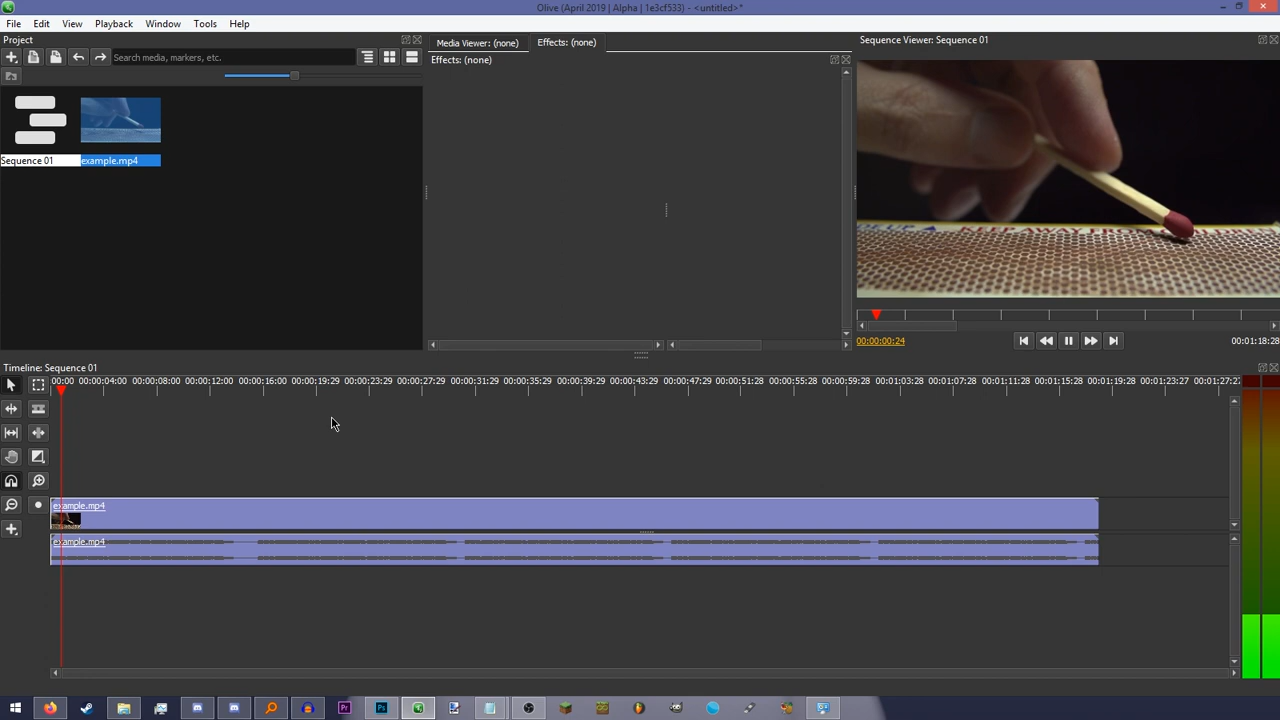 Olive (April 2019 | Alpha | 1e3cf533) - <untitled>*
File Edit View Playback Window Tools Help
Project
Search media, markers, etc.
Sequence 01
example.mp4
Media Viewer: (none) Effects: (none)
Effects: (none)
Sequence Viewer: Sequence 01
00:00:00:24
00:01:18:28
Timeline: Sequence 01
00:00 00:00:04:00 00:00:08:00 00:00:12:00 00:00:16:00 00:00:19:29 00:00:23:29 00:00:27:29 00:00:31:29 00:00:35:29 00:00:39:29 00:00:43:29 00:00:47:29 00:00:51:28 00:00:55:28 00:00:59:28 00:01:03:28 00:01:07:28 00:01:11:28 00:01:15:28 00:01:19:28 00:01:23:27 00:01:27:27
example.mp4
example.mp4
Pr
Ps